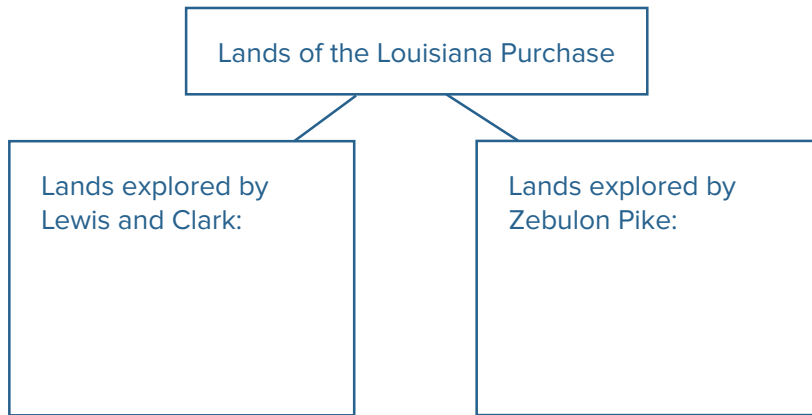 Lands of the Louisiana Purchase
Lands explored by
Lewis and Clark:
Lands explored by
Zebulon Pike: